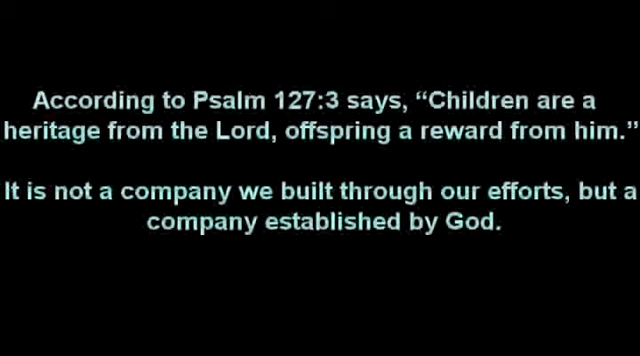 According to Psalm 127:3 says, “Children are a
heritage from the Lord, offspring a reward from him.”
It is not a company we built through our efforts, but a
company established by God.